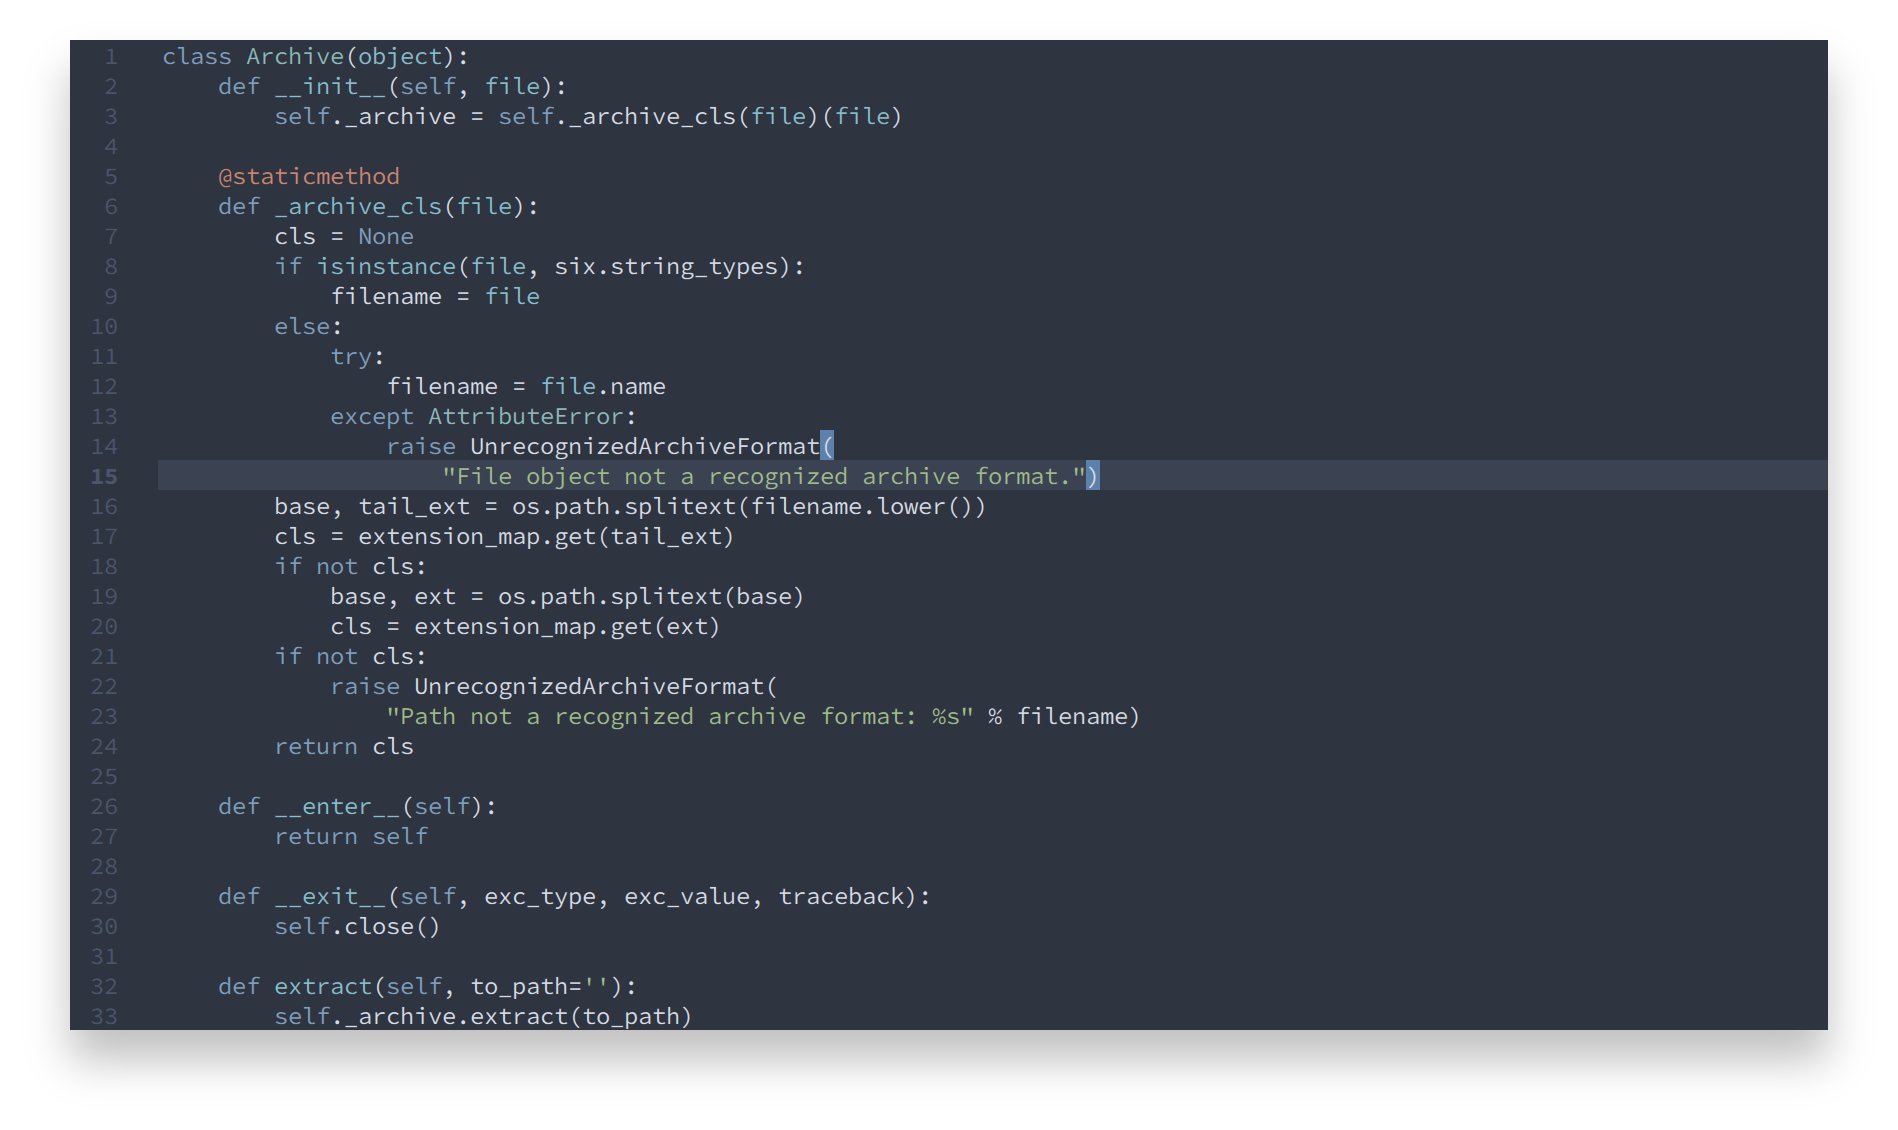 1 class Archive(object):
2     def __init__(self, file):
3         self._archive = self._archive_cls(file)(file)
4
5     @staticmethod
6     def _archive_cls(file):
7         cls = None
8         if isinstance(file, six.string_types):
9             filename = file
10         else:
11             try:
12                 filename = file.name
13             except AttributeError:
14                 raise UnrecognizedArchiveFormat(
15                     "File object not a recognized archive format.")
16         base, tail_ext = os.path.splitext(filename.lower())
17         cls = extension_map.get(tail_ext)
18         if not cls:
19             base, ext = os.path.splitext(base)
20             cls = extension_map.get(ext)
21         if not cls:
22             raise UnrecognizedArchiveFormat(
23                 "Path not a recognized archive format: %s" % filename)
24         return cls
25
26     def __enter__(self):
27         return self
28
29     def __exit__(self, exc_type, exc_value, traceback):
30         self.close()
31
32     def extract(self, to_path=''):
33         self._archive.extract(to_path)